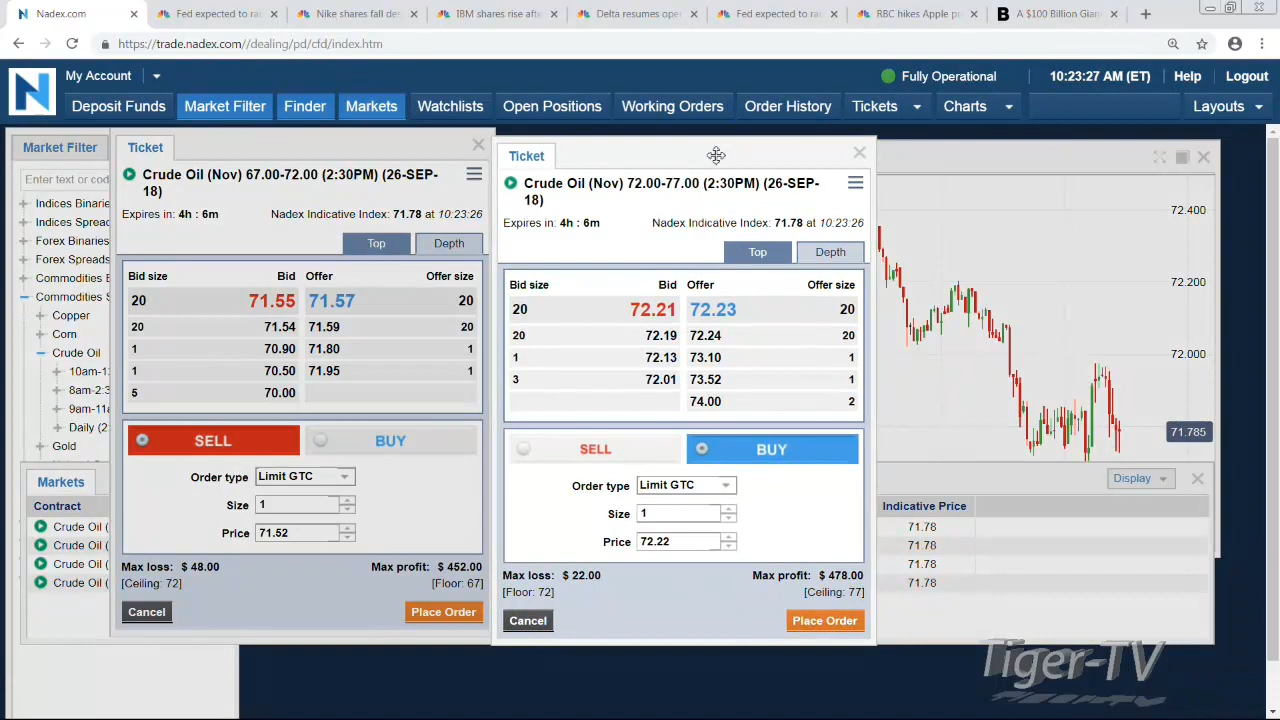 Nadex.com
Fed expected to ra
Nike shares fall des
IBM shares rise afte
Delta resumes ope
Fed expected to ra
RBC hikes Apple pr
A $100 Billion Gian
https://trade.nadex.com//dealing/pd/cfd/index.htm
My Account
Fully Operational
10:23:27 AM (ET)
Help
Logout
Deposit Funds
Market Filter
Finder
Markets
Watchlists
Open Positions
Working Orders
Order History
Tickets
Charts
Layouts
Market Filter
Enter text or cod
Indices Binarie
Indices Spread
Forex Binaries
Forex Spreads
Commodities B
Commodities S
Copper
Corn
Crude Oil
10am-1
8am-2:3
9am-11a
Daily (2:
Gold
Markets
Contract
Crude Oil (
Crude Oil (
Crude Oil (
Crude Oil (
Ticket
Crude Oil (Nov) 67.00-72.00 (2:30PM) (26-SEP-
18)
Expires in: 4h : 6m
Nadex Indicative Index: 71.78 at 10:23:26
Top
Depth
Bid size Bid Offer Offer size
20 71.55 71.57 20
20 71.54 71.59 20
1 70.90 71.80 1
1 70.50 71.95 1
5 70.00
SELL
BUY
Order type Limit GTC
Size 1
Price 71.52
Max loss: $ 48.00 Max profit: $ 452.00
[Ceiling: 72] [Floor: 67]
Cancel
Place Order
Ticket
Crude Oil (Nov) 72.00-77.00 (2:30PM) (26-SEP-
18)
Expires in: 4h : 6m
Nadex Indicative Index: 71.78 at 10:23:26
Top
Depth
Bid size Bid Offer Offer size
20 72.21 72.23 20
20 72.19 72.24 20
1 72.13 73.10 1
3 72.01 73.52 1
74.00 2
SELL
BUY
Order type Limit GTC
Size 1
Price 72.22
Max loss: $ 22.00 Max profit: $ 478.00
[Floor: 72] [Ceiling: 77]
Cancel
Place Order
72.400
72.200
72.000
71.785
Display
Indicative Price
71.78
71.78
71.78
71.78
Tiger-TV